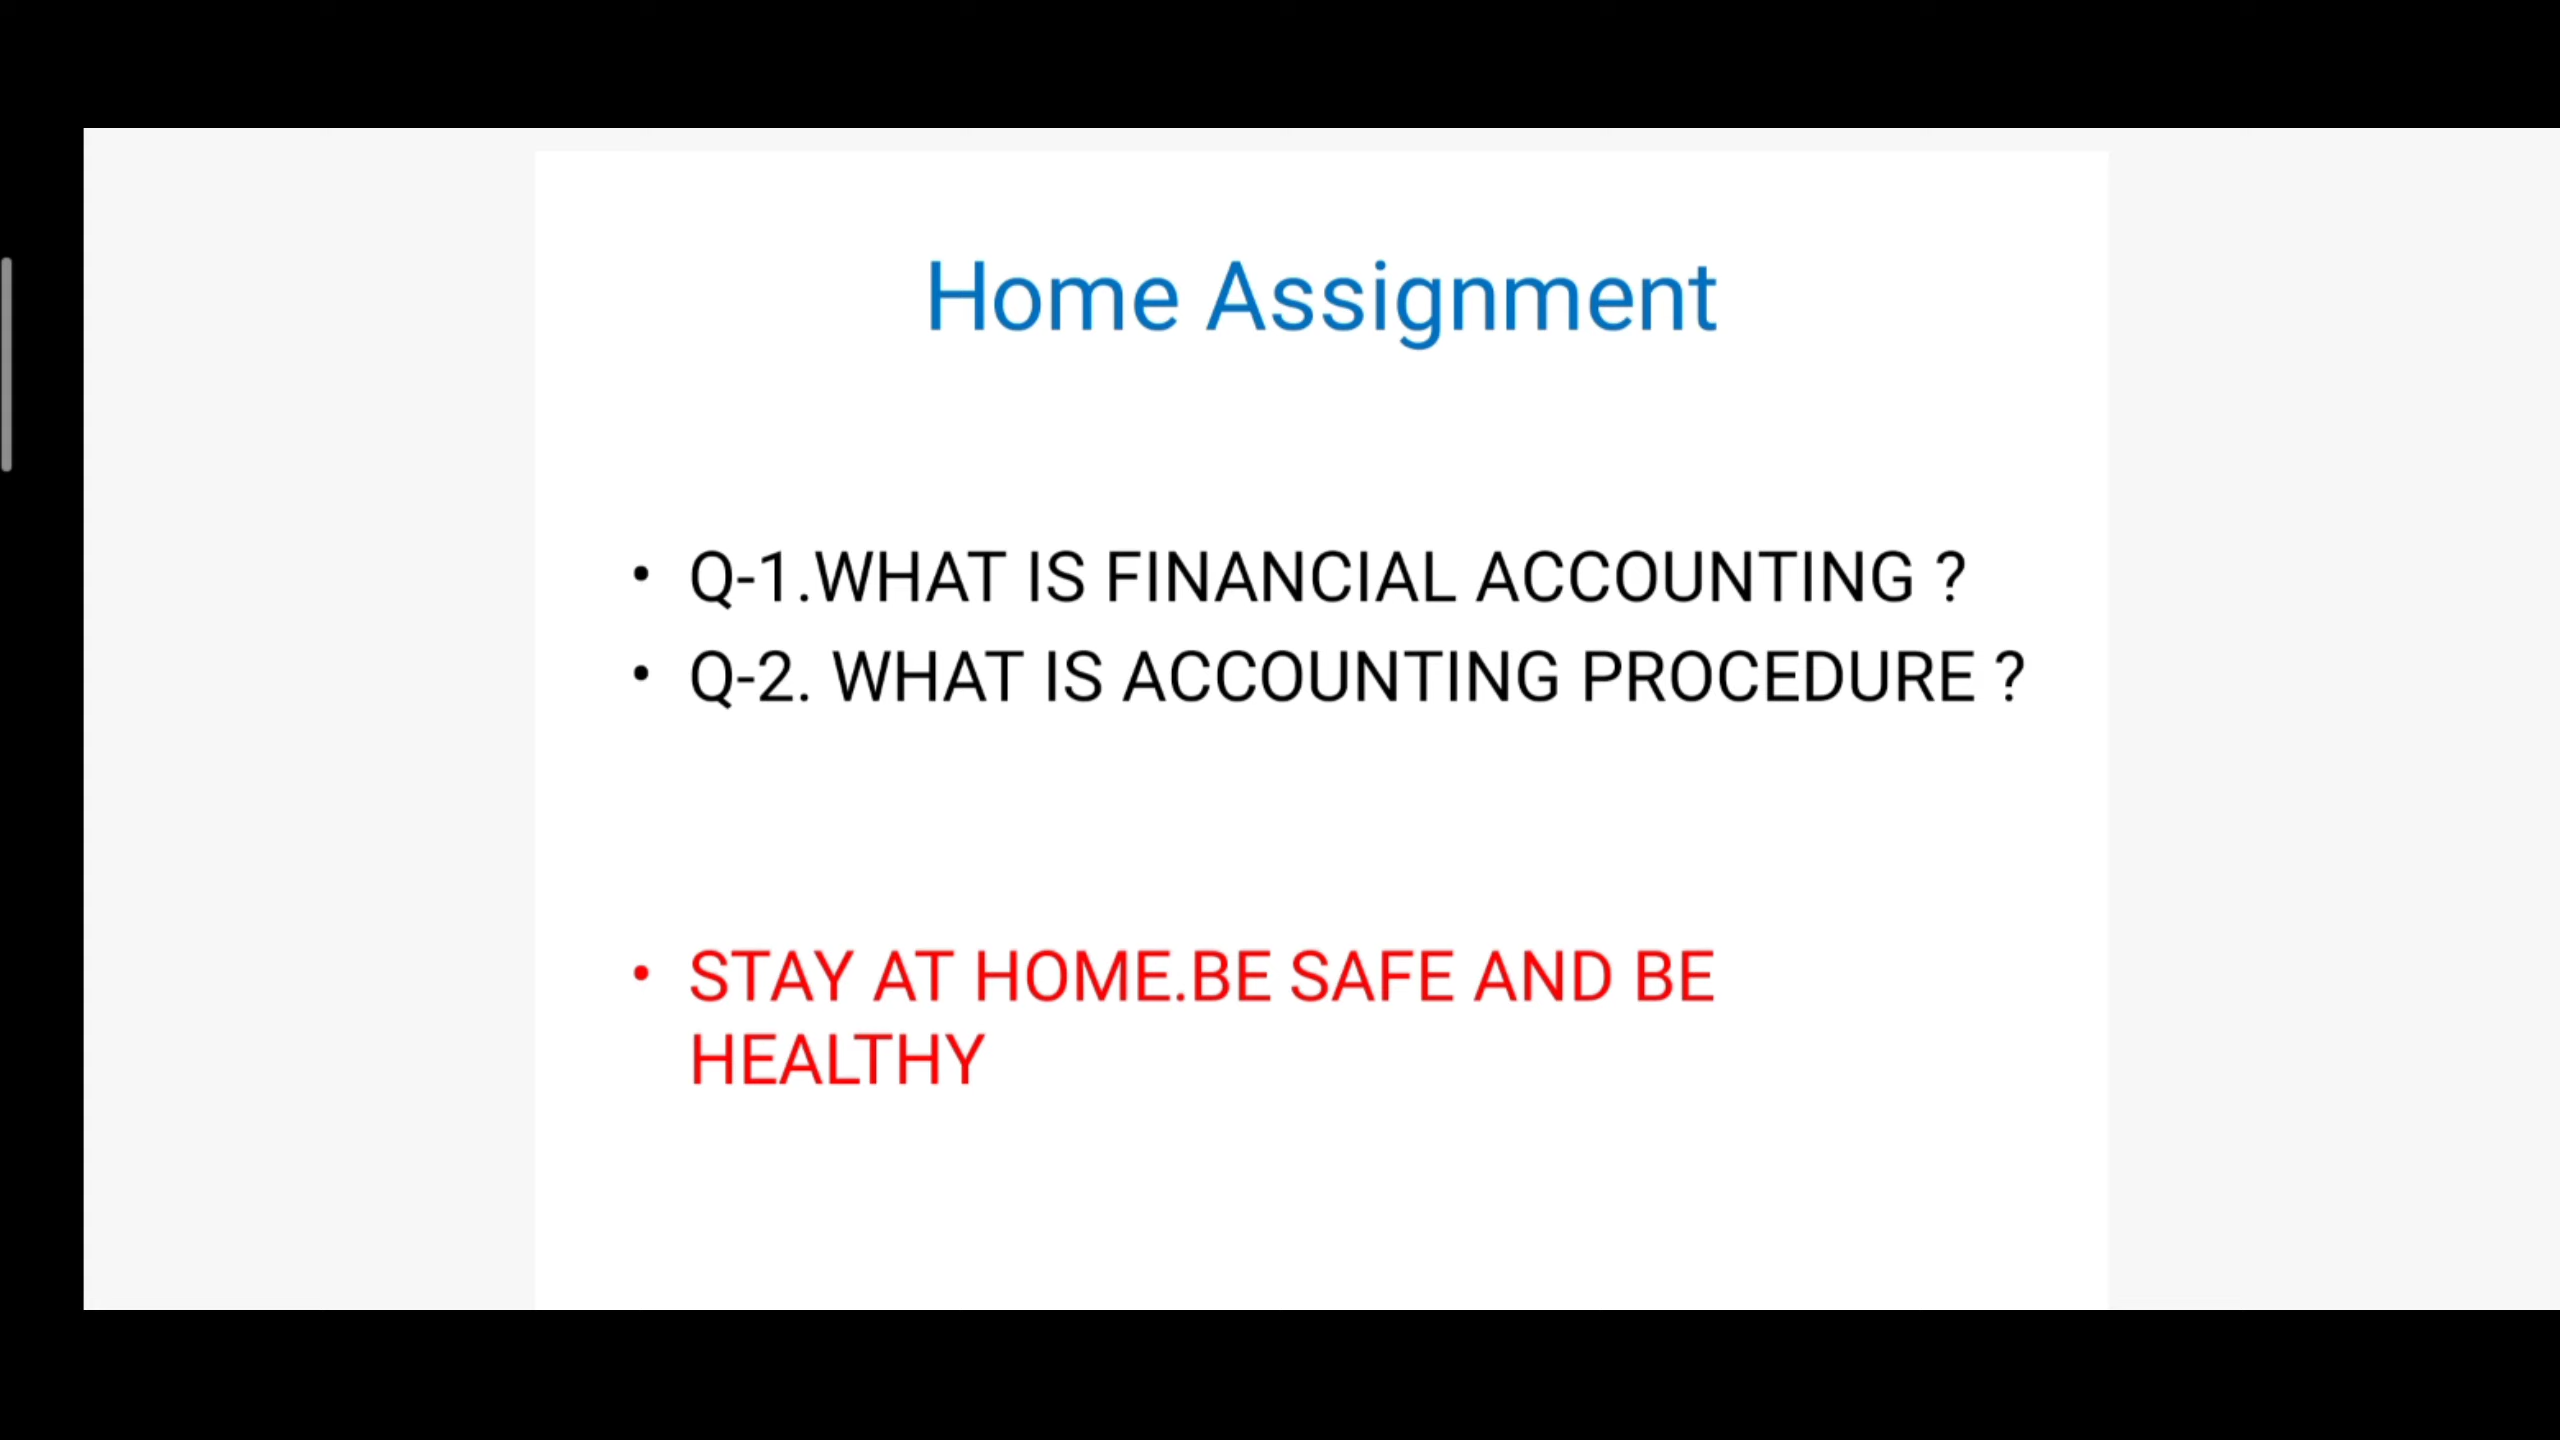 Home Assignment
• Q-1.WHAT IS FINANCIAL ACCOUNTING ?
• Q-2. WHAT IS ACCOUNTING PROCEDURE ?
• STAY AT HOME.BE SAFE AND BE
HEALTHY